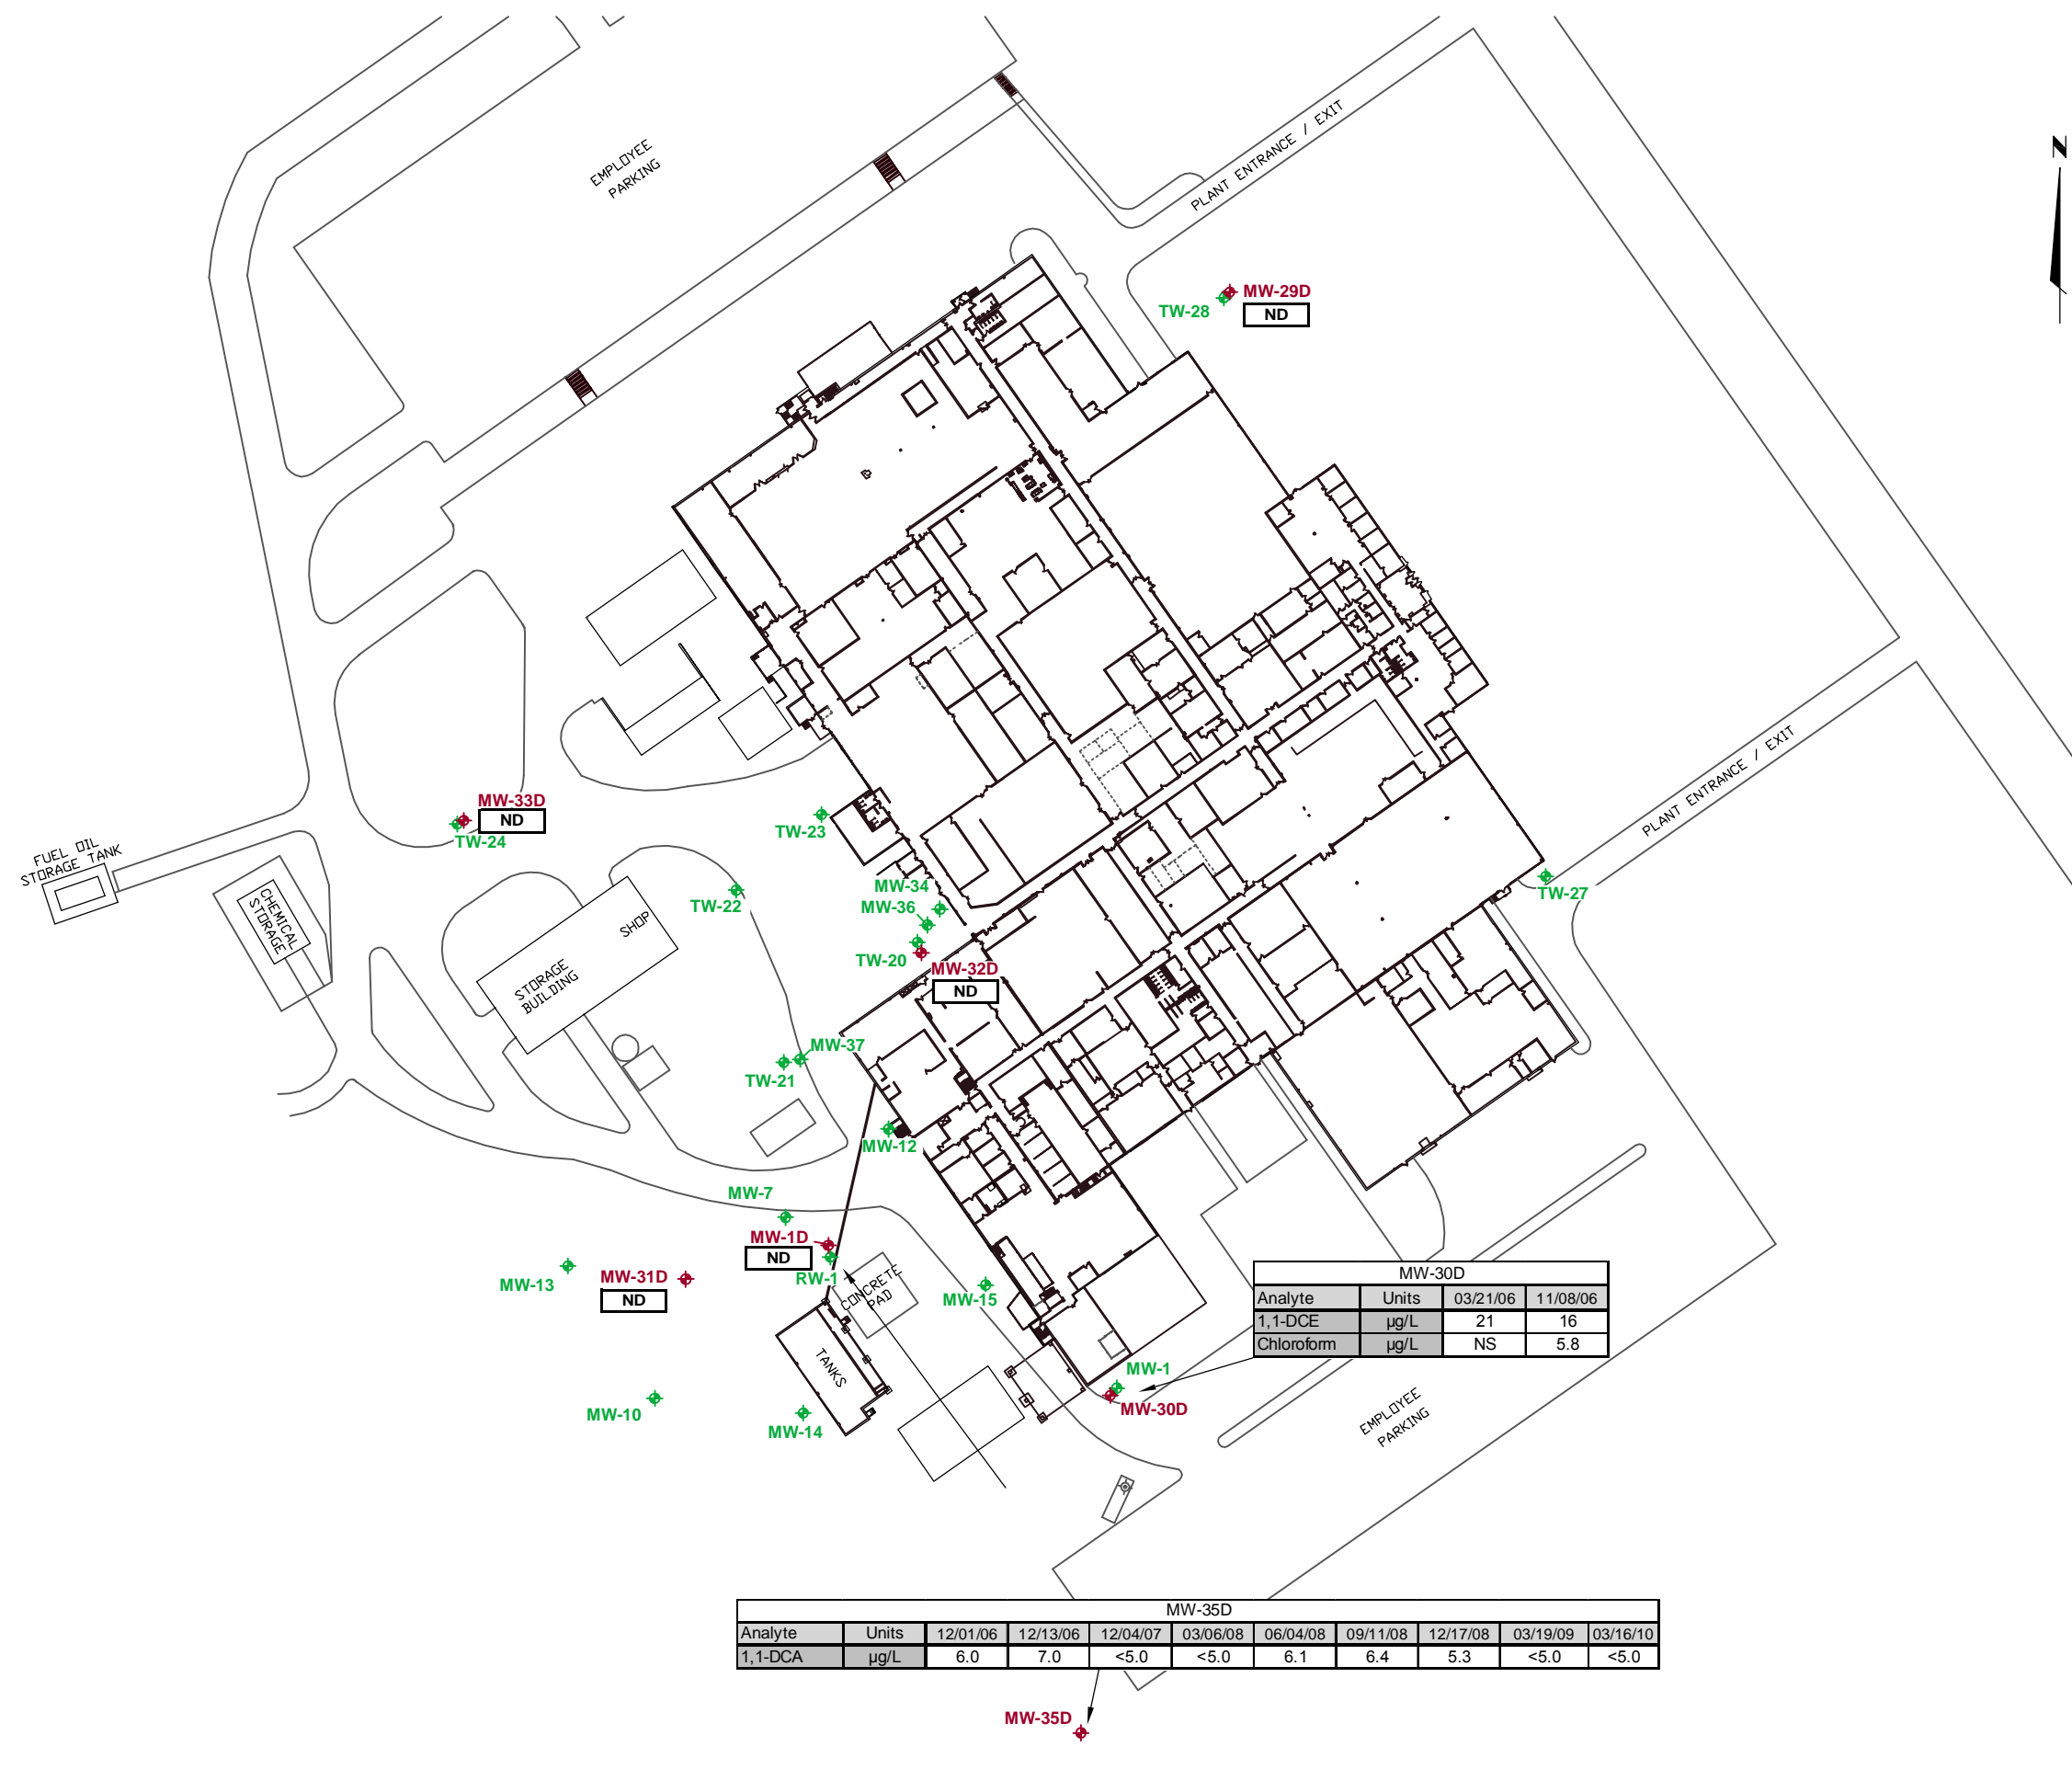 N
EMPLOYEE
PARKING
PLANT ENTRANCE / EXIT
MW-29D
TW-28
ND
PLANT ENTRANCE / EXIT
MW-33D
ND
TW-24
TW-23
FUEL OIL
STORAGE TANK
CHEMICAL
STORAGE
MW-34
MW-36
TW-22
TW-27
SHOP
STORAGE
BUILDING
TW-20
MW-32D
ND
MW-37
TW-21
MW-12
MW-7
MW-1D
ND
RW-1
MW-13
MW-31D
ND
CONCRETE
PAD
MW-15
TANKS
MW-30D
Analyte Units 03/21/06 11/08/06
1,1-DCE µg/L 21 16
Chloroform µg/L NS 5.8
MW-1
MW-30D
MW-10
MW-14
EMPLOYEE
PARKING
MW-35D
Analyte Units 12/01/06 12/13/06 12/04/07 03/06/08 06/04/08 09/11/08 12/17/08 03/19/09 03/16/10
1,1-DCA µg/L 6.0 7.0 <5.0 <5.0 6.1 6.4 5.3 <5.0 <5.0
MW-35D